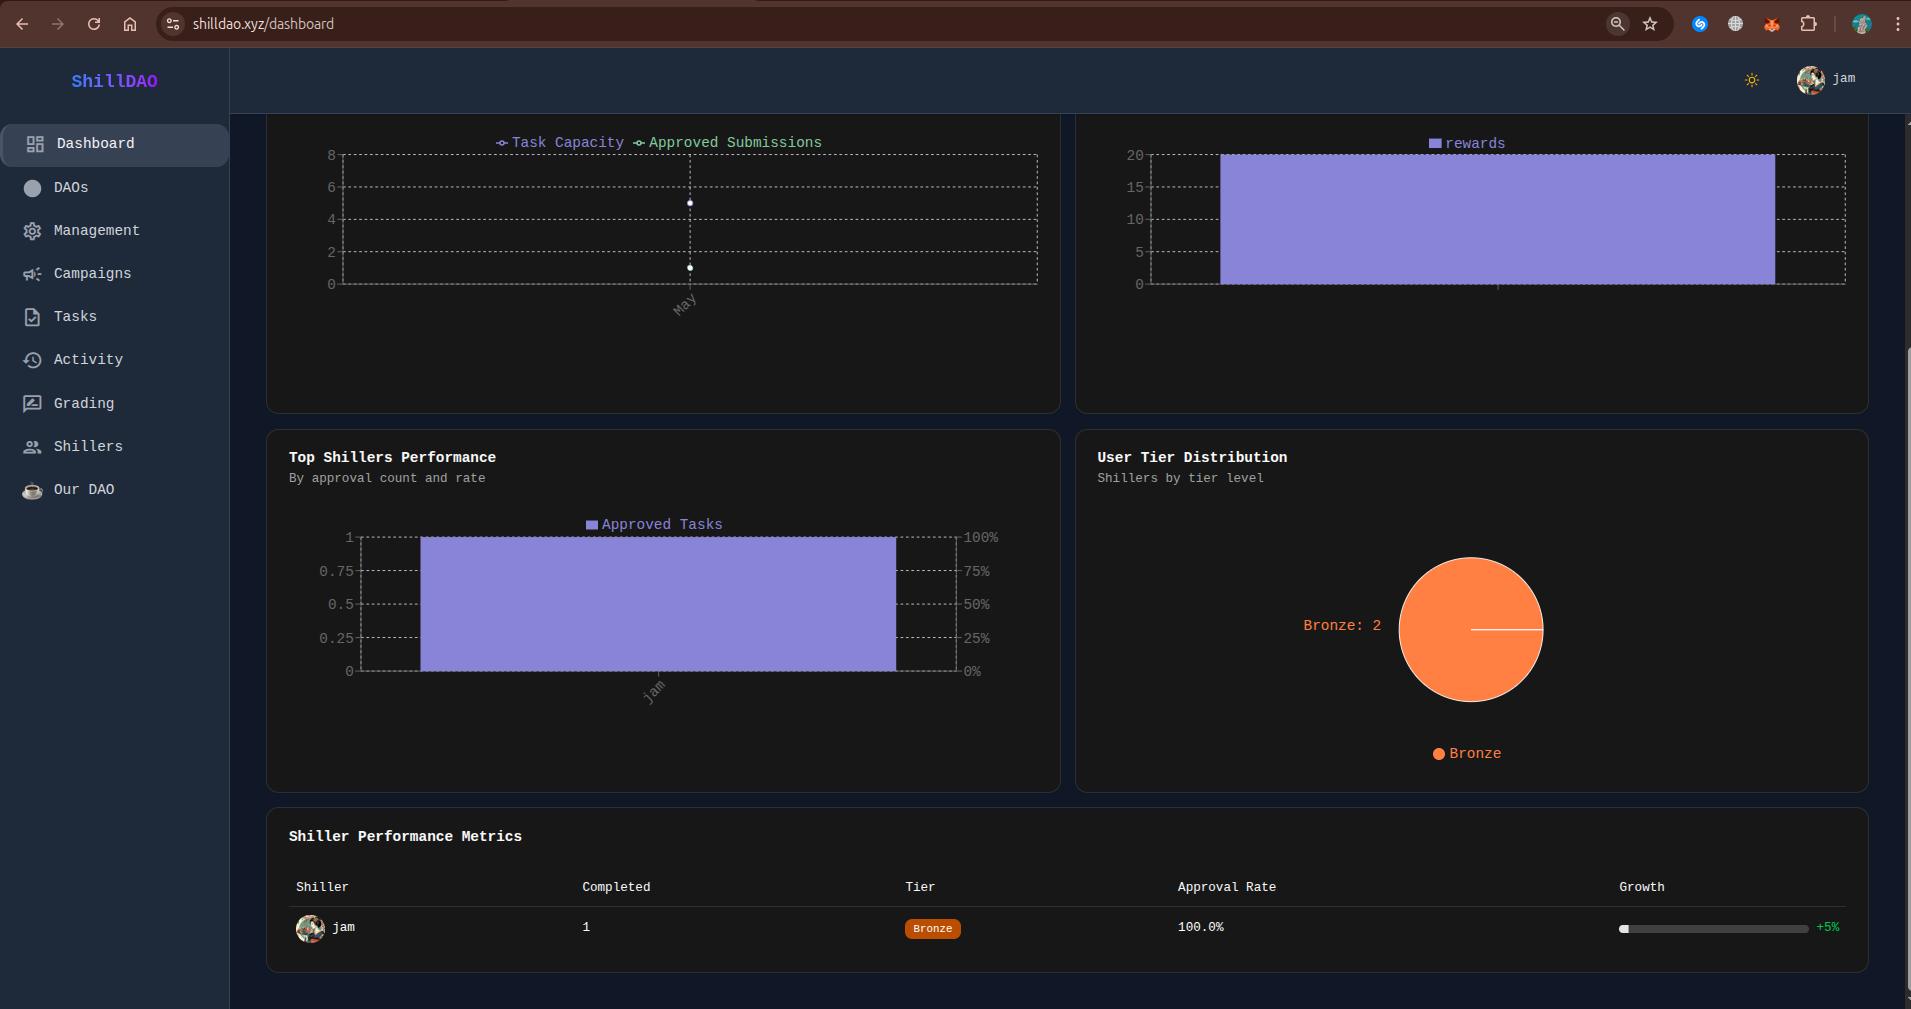 shilldao.xyz/dashboard
ShillDAO
jam
Dashboard
DAOs
Management
Campaigns
Tasks
Activity
Grading
Shillers
Our DAO
Task Capacity Approved Submissions
8
6
4
2
0
May
rewards
20
15
10
5
0
Top Shillers Performance
By approval count and rate
Approved Tasks
1
0.75
0.5
0.25
0
100%
75%
50%
25%
0%
jam
User Tier Distribution
Shillers by tier level
Bronze: 2
Bronze
Shiller Performance Metrics
Shiller Completed Tier Approval Rate Growth
jam 1 Bronze 100.0% +5%